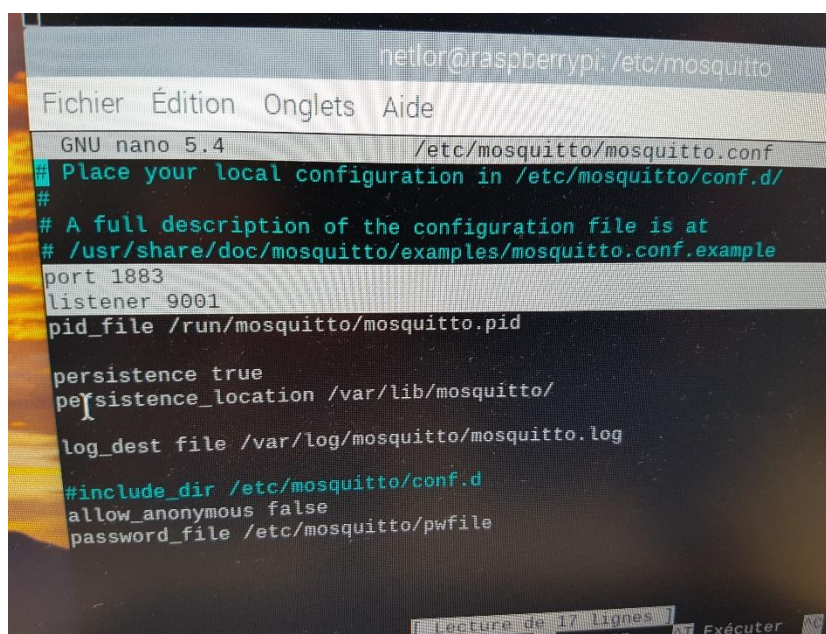 netlor@raspberrypi: /etc/mosquitto
Fichier Édition Onglets Aide
GNU nano 5.4 /etc/mosquitto/mosquitto.conf
# Place your local configuration in /etc/mosquitto/conf.d/
#
# A full description of the configuration file is at
# /usr/share/doc/mosquitto/examples/mosquitto.conf.example
port 1883
listener 9001
pid_file /run/mosquitto/mosquitto.pid
persistence true
persistence_location /var/lib/mosquitto/
log_dest file /var/log/mosquitto/mosquitto.log
#include_dir /etc/mosquitto/conf.d
allow_anonymous false
password_file /etc/mosquitto/pwfile
[ Lecture de 17 lignes ]
^T Exécuter ^C